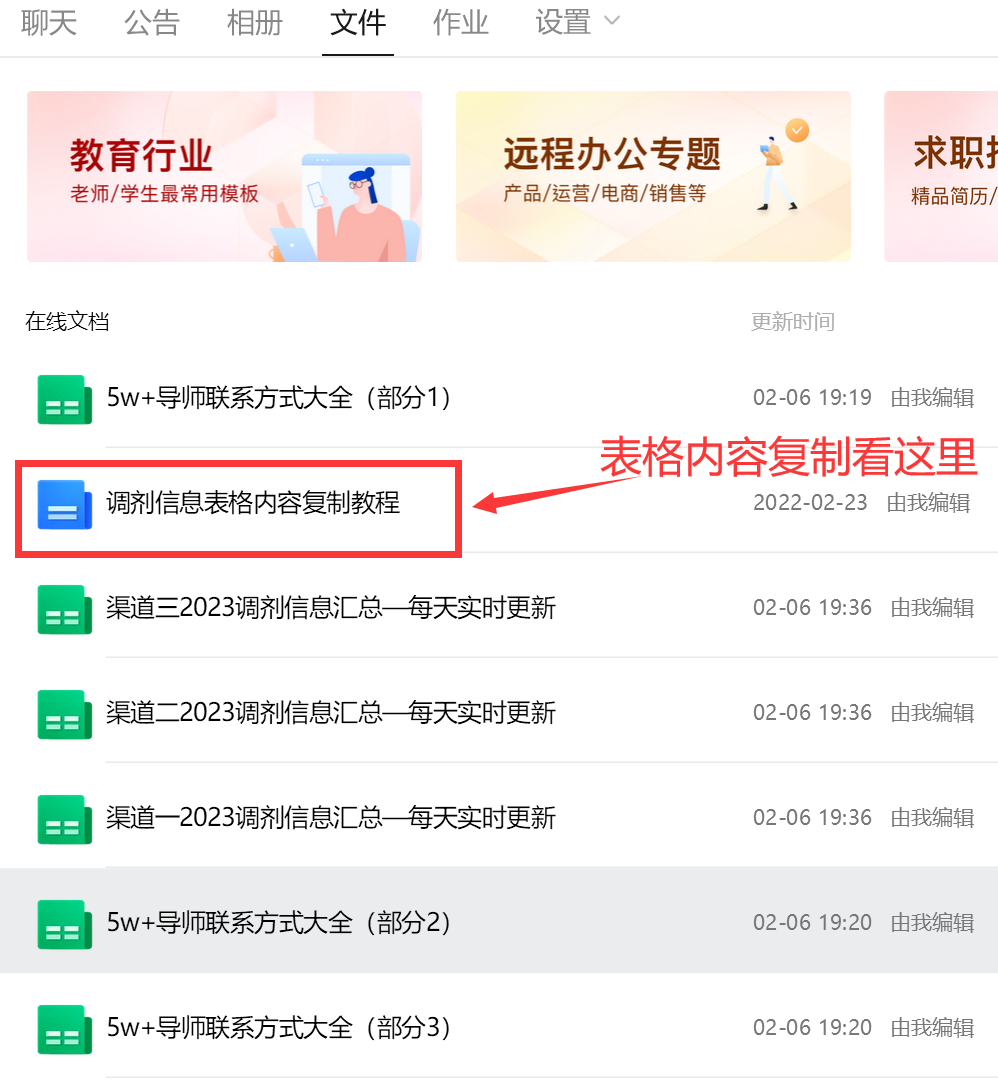 聊天 公告 相册 文件 作业 设置
教育行业
老师/学生最常用模板
远程办公专题
产品/运营/电商/销售等
求职
精品简历/
在线文档 更新时间
5w+导师联系方式大全（部分1） 02-06 19:19 由我编辑
表格内容复制看这里
调剂信息表格内容复制教程 2022-02-23 由我编辑
渠道三2023调剂信息汇总—每天实时更新 02-06 19:36 由我编辑
渠道二2023调剂信息汇总—每天实时更新 02-06 19:36 由我编辑
渠道一2023调剂信息汇总—每天实时更新 02-06 19:36 由我编辑
5w+导师联系方式大全（部分2） 02-06 19:20 由我编辑
5w+导师联系方式大全（部分3） 02-06 19:20 由我编辑